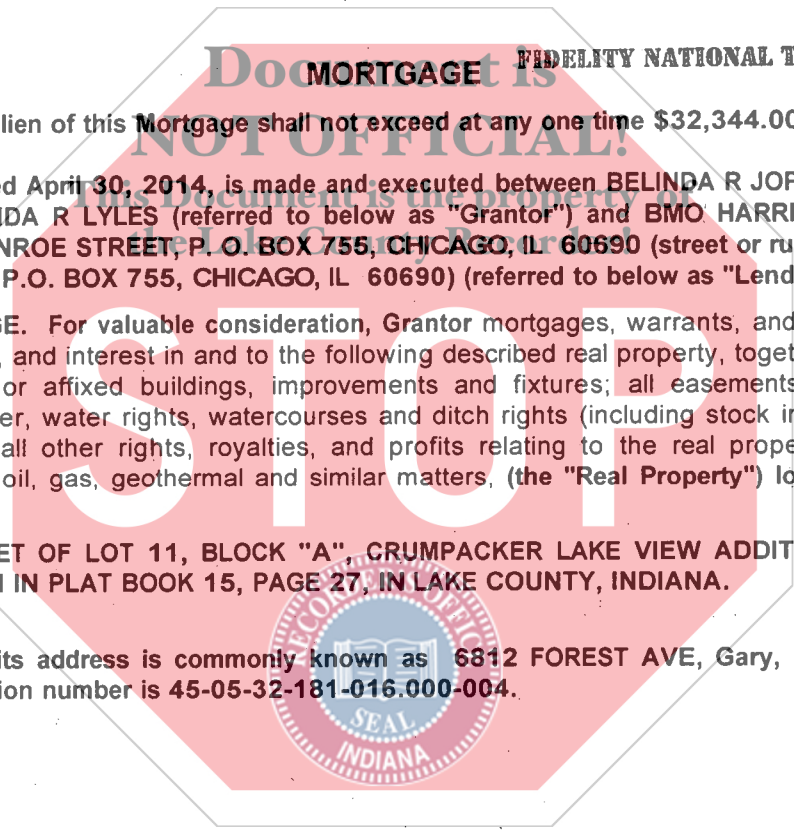 Document is
MORTGAGE FIDELITY NATIONAL T
lien of this Mortgage shall not exceed at any one time $32,344.00
NOT OFFICIAL!
ed April 30, 2014, is made and executed between BELINDA R JOR
This Document is the property of
NDA R LYLES (referred to below as "Grantor") and BMO HARRI
the Lake County Recorder!
NROE STREET, P. O. BOX 755, CHICAGO, IL 60690 (street or ru
P.O. BOX 755, CHICAGO, IL 60690) (referred to below as "Lend
GE. For valuable consideration, Grantor mortgages, warrants, and
, and interest in and to the following described real property, toget
or affixed buildings, improvements and fixtures; all easements
er, water rights, watercourses and ditch rights (including stock in
all other rights, royalties, and profits relating to the real prope
oil, gas, geothermal and similar matters, (the "Real Property") lo
STOP
ET OF LOT 11, BLOCK "A", CRUMPACKER LAKE VIEW ADDIT
IN PLAT BOOK 15, PAGE 27, IN LAKE COUNTY, INDIANA.
RECORDER OFFIC
its address is commonly known as 6812 FOREST AVE, Gary,
ion number is 45-05-32-181-016.000-004.
SEAL
INDIANA